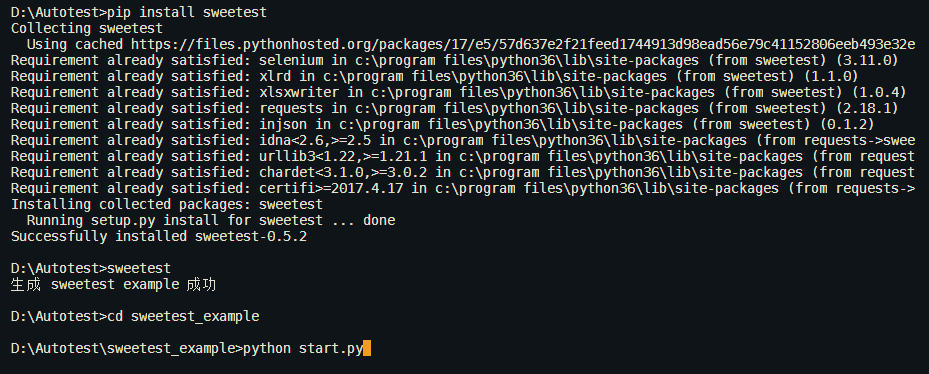 D:\Autotest>pip install sweetest
Collecting sweetest
  Using cached https://files.pythonhosted.org/packages/17/e5/57d637e2f21feed1744913d98ead56e79c41152806eeb493e32e
Requirement already satisfied: selenium in c:\program files\python36\lib\site-packages (from sweetest) (3.11.0)
Requirement already satisfied: xlrd in c:\program files\python36\lib\site-packages (from sweetest) (1.1.0)
Requirement already satisfied: xlsxwriter in c:\program files\python36\lib\site-packages (from sweetest) (1.0.4)
Requirement already satisfied: requests in c:\program files\python36\lib\site-packages (from sweetest) (2.18.1)
Requirement already satisfied: injson in c:\program files\python36\lib\site-packages (from sweetest) (0.1.2)
Requirement already satisfied: idna<2.6,>=2.5 in c:\program files\python36\lib\site-packages (from requests->swee
Requirement already satisfied: urllib3<1.22,>=1.21.1 in c:\program files\python36\lib\site-packages (from request
Requirement already satisfied: chardet<3.1.0,>=3.0.2 in c:\program files\python36\lib\site-packages (from request
Requirement already satisfied: certifi>=2017.4.17 in c:\program files\python36\lib\site-packages (from requests->
Installing collected packages: sweetest
  Running setup.py install for sweetest ... done
Successfully installed sweetest-0.5.2
D:\Autotest>sweetest
生成 sweetest example 成功
D:\Autotest>cd sweetest_example
D:\Autotest\sweetest_example>python start.py